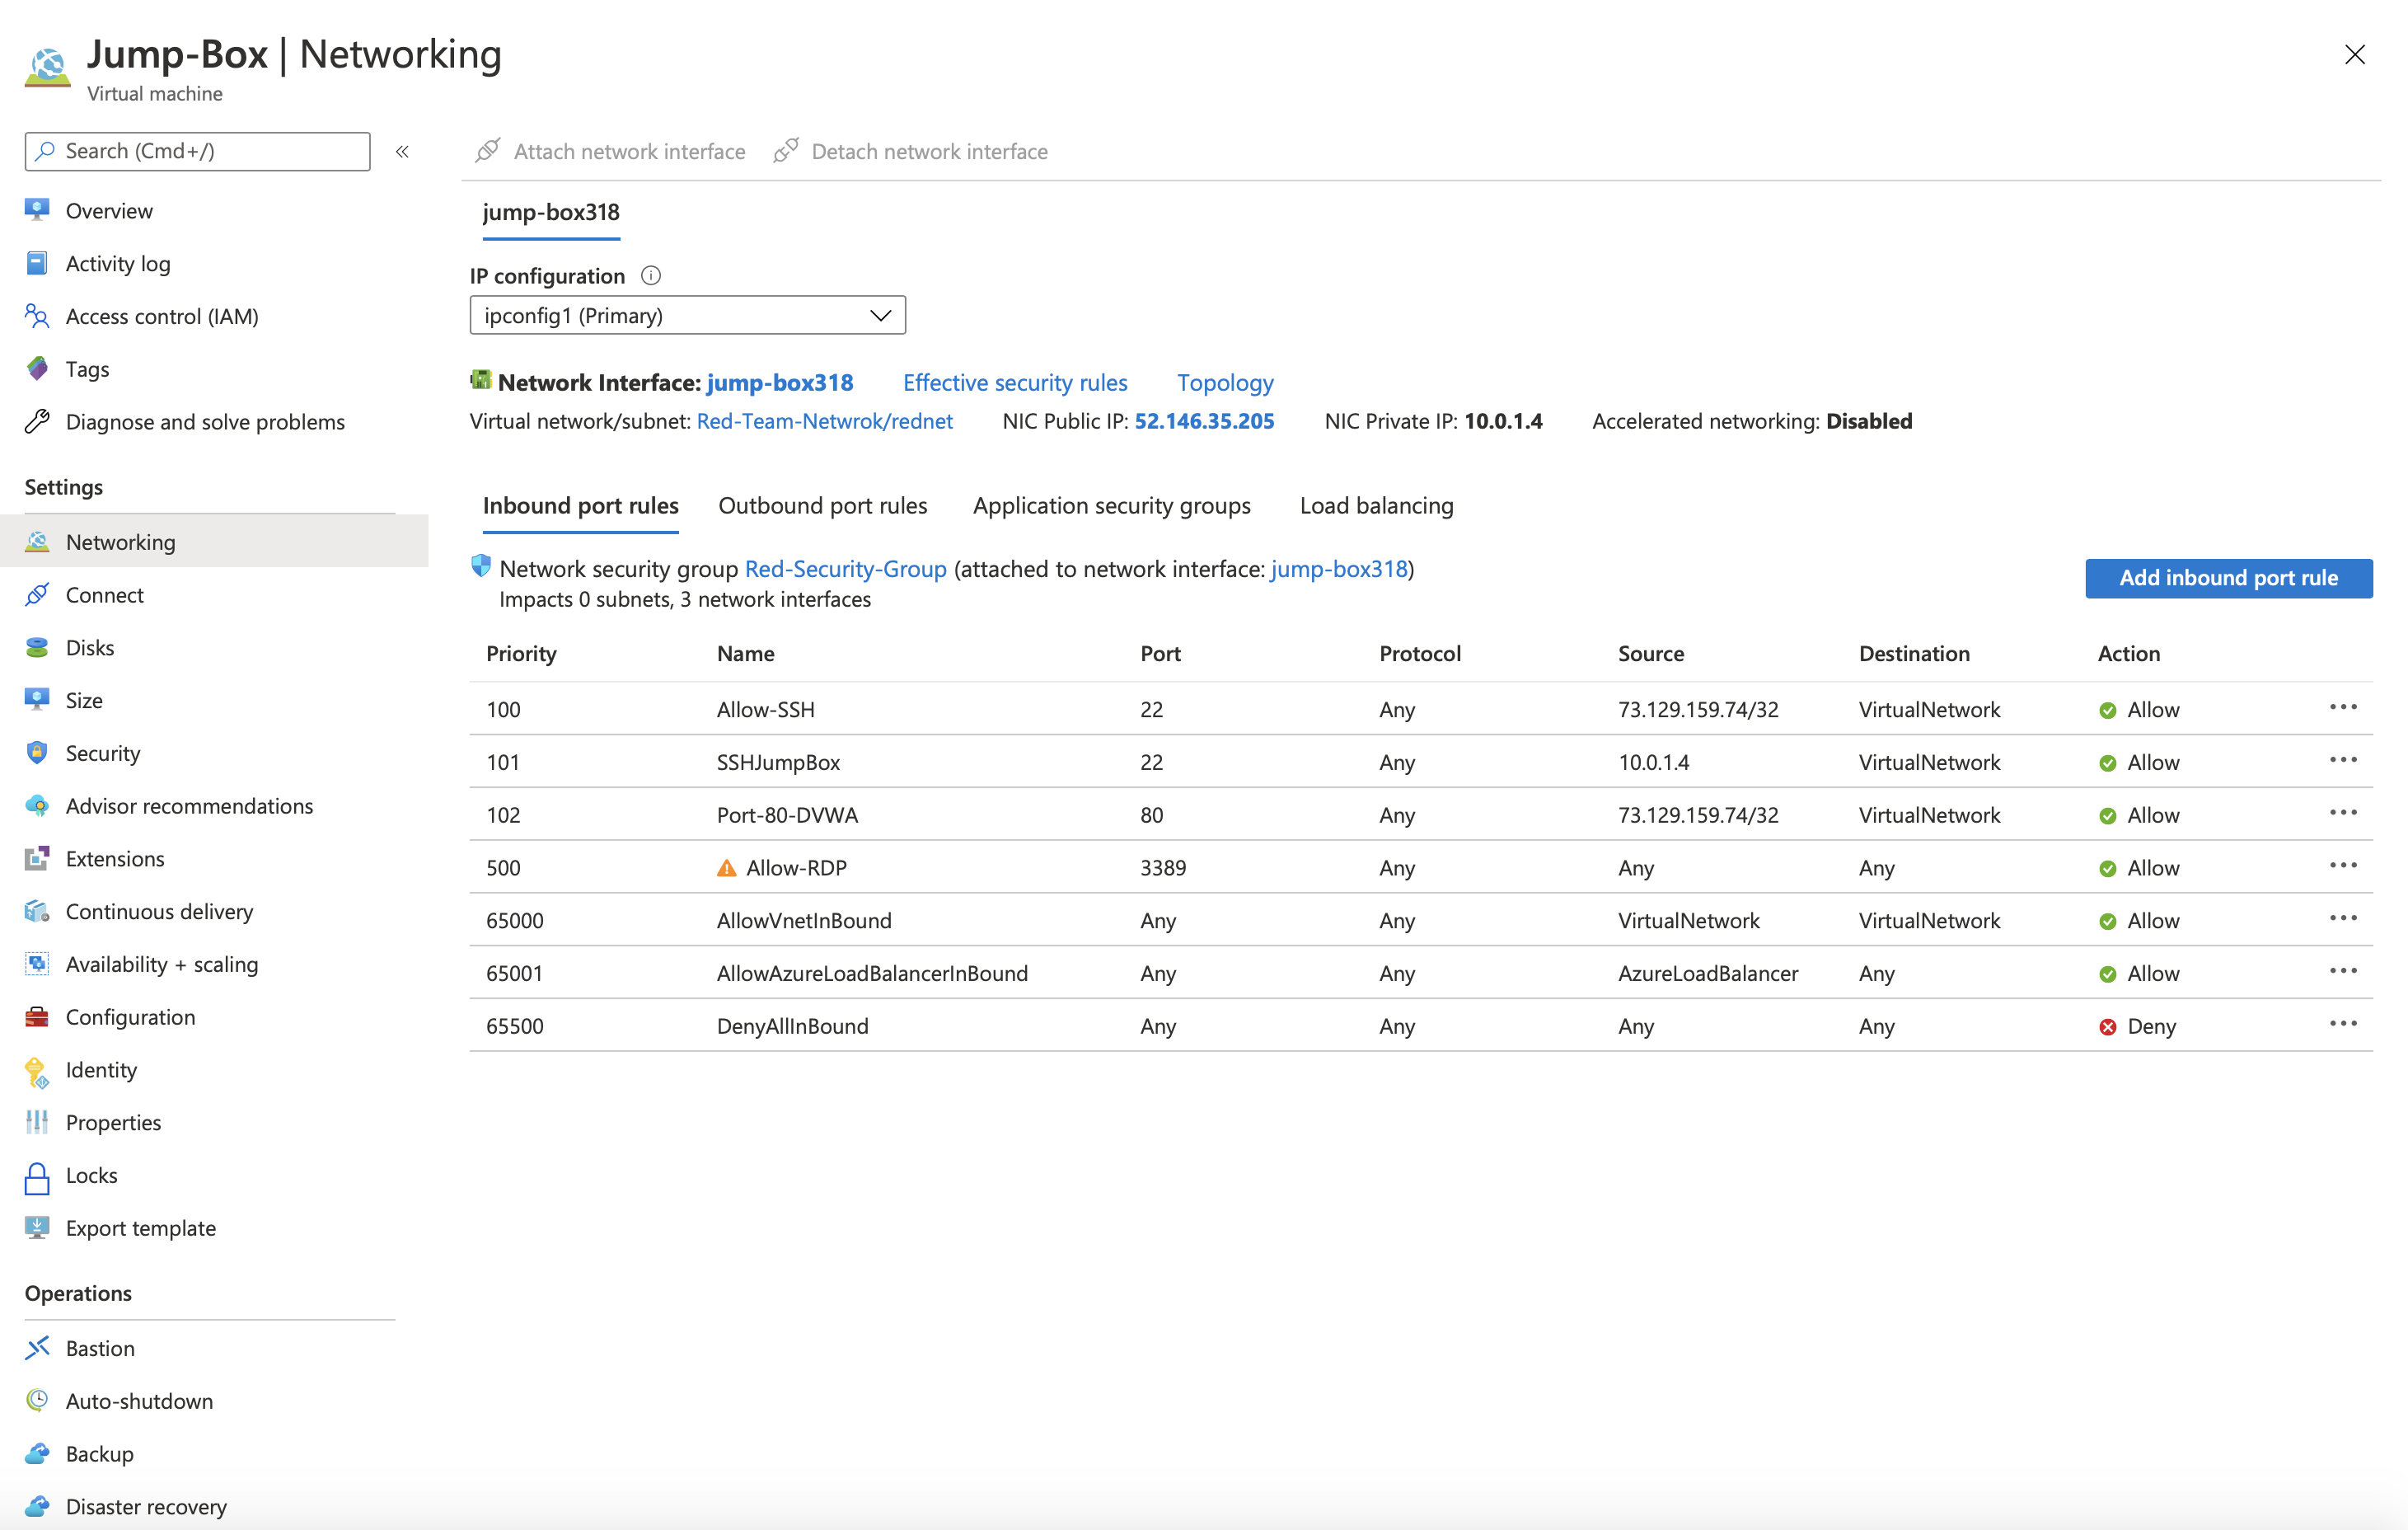 Jump-Box | Networking
Virtual machine
Search (Cmd+/)
«
Overview
Activity log
Access control (IAM)
Tags
Diagnose and solve problems
Settings
Networking
Connect
Disks
Size
Security
Advisor recommendations
Extensions
Continuous delivery
Availability + scaling
Configuration
Identity
Properties
Locks
Export template
Operations
Bastion
Auto-shutdown
Backup
Disaster recovery
Attach network interface Detach network interface
jump-box318
IP configuration
ipconfig1 (Primary)
Network Interface: jump-box318 Effective security rules Topology
Virtual network/subnet: Red-Team-Netwrok/rednet NIC Public IP: 52.146.35.205 NIC Private IP: 10.0.1.4 Accelerated networking: Disabled
Inbound port rules Outbound port rules Application security groups Load balancing
Network security group Red-Security-Group (attached to network interface: jump-box318)
Impacts 0 subnets, 3 network interfaces
Add inbound port rule
Priority Name Port Protocol Source Destination Action
100 Allow-SSH 22 Any 73.129.159.74/32 VirtualNetwork Allow
101 SSHJumpBox 22 Any 10.0.1.4 VirtualNetwork Allow
102 Port-80-DVWA 80 Any 73.129.159.74/32 VirtualNetwork Allow
500 Allow-RDP 3389 Any Any Any Allow
65000 AllowVnetInBound Any Any VirtualNetwork VirtualNetwork Allow
65001 AllowAzureLoadBalancerInBound Any Any AzureLoadBalancer Any Allow
65500 DenyAllInBound Any Any Any Any Deny